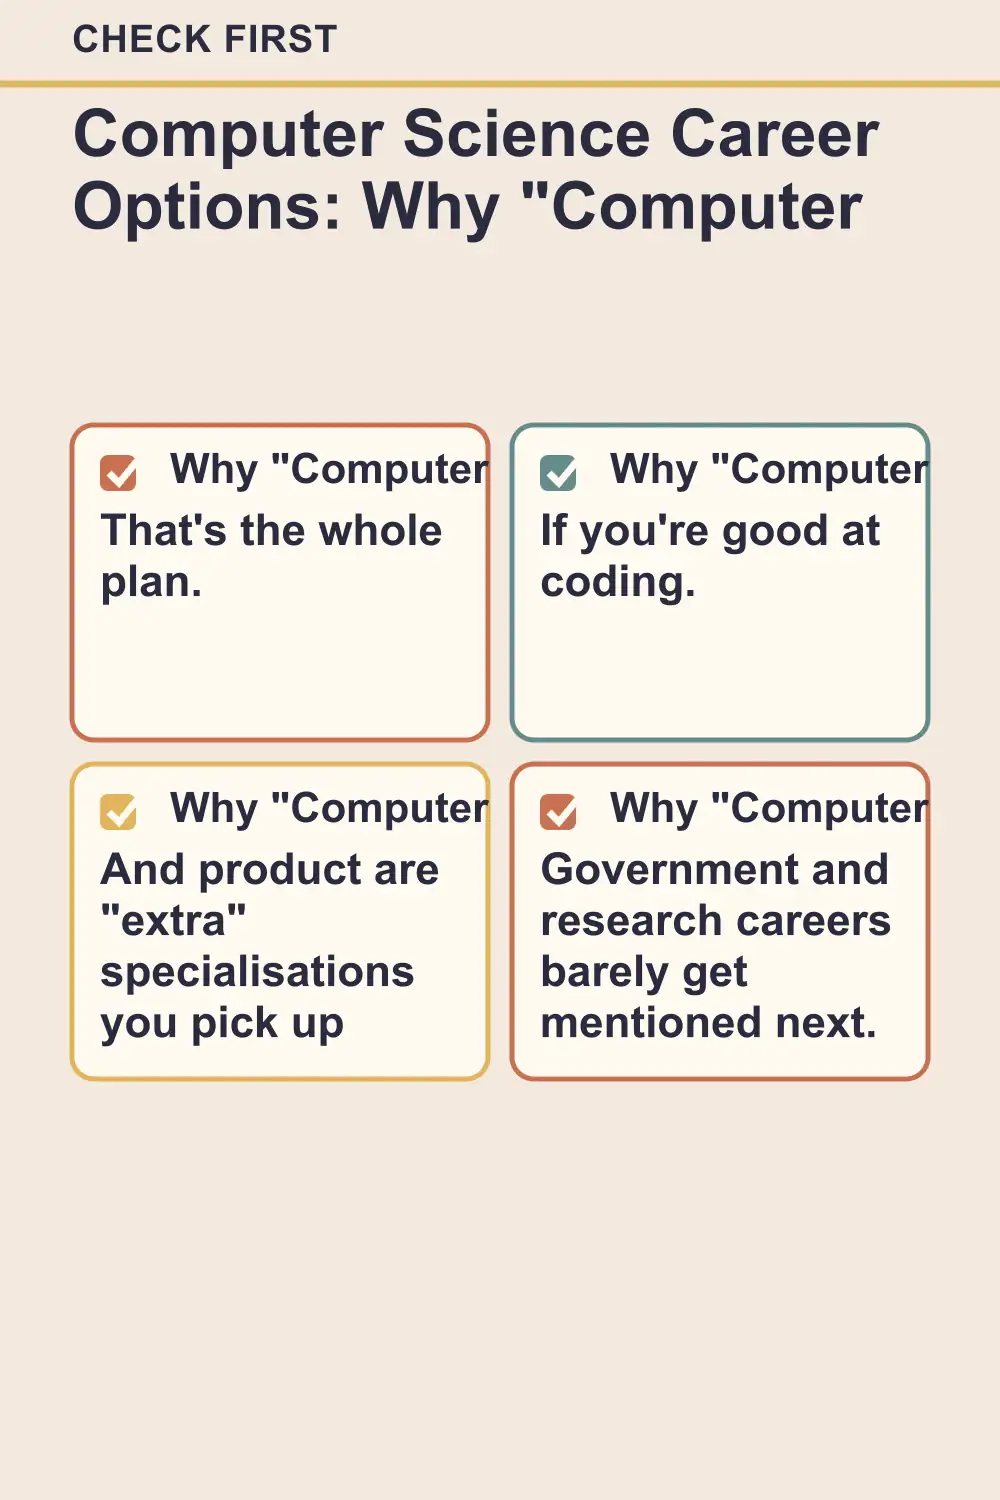 CHECK FIRST
Computer Science Career
Options: Why "Computer
Why "Computer
That's the whole
plan.
Why "Computer
If you're good at
coding.
Why "Computer
And product are
"extra"
specialisations
you pick up
Why "Computer
Government and
research careers
barely get
mentioned next.